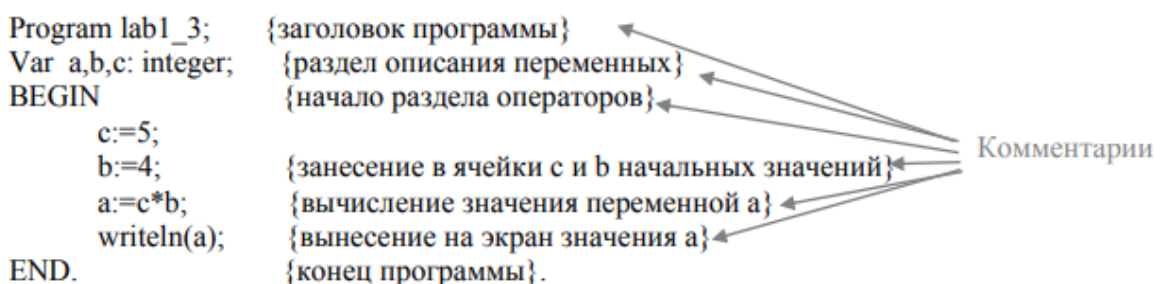 Program lab1_3; {заголовок программы}
Var a,b,c: integer; {раздел описания переменных}
BEGIN {начало раздела операторов}
c:=5;
Комментарии
b:=4; {занесение в ячейки c и b начальных значений}
a:=c*b; {вычисление значения переменной a}
writeln(a); {вынесение на экран значения a}
END. {конец программы}.